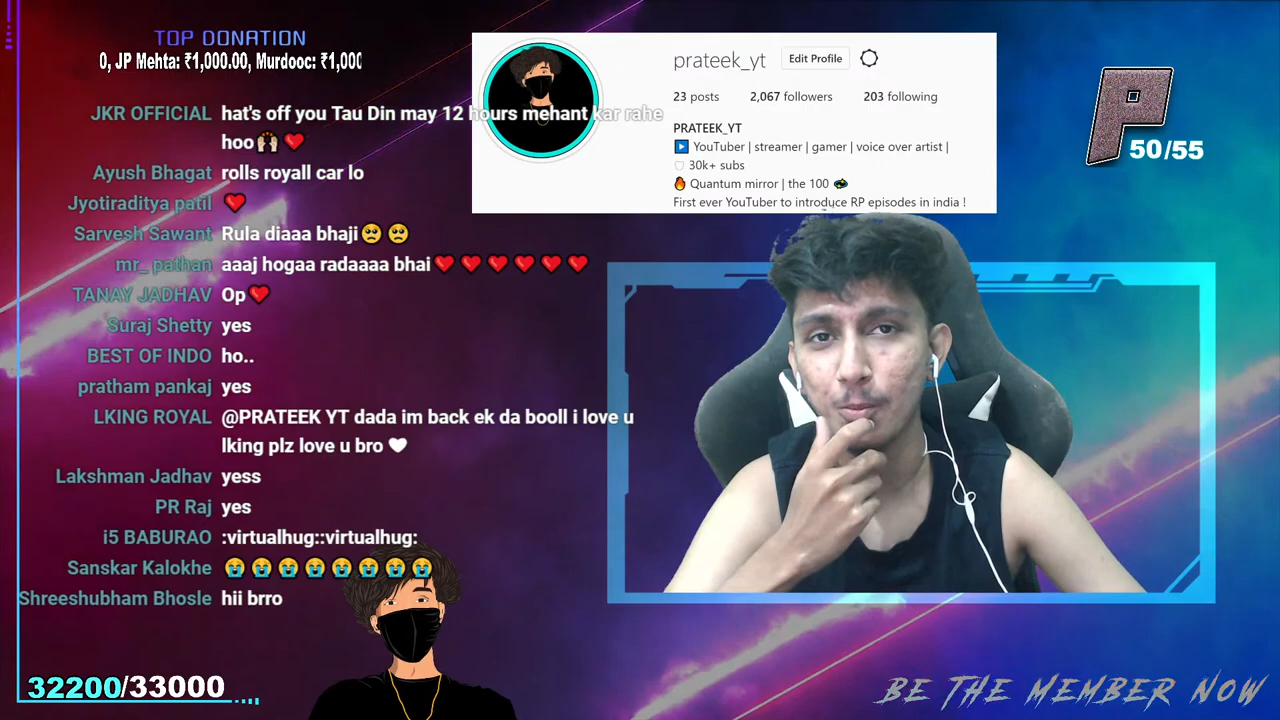 TOP DONATION
0, JP Mehta: ₹1,000.00, Murdooc: ₹1,000
JKR OFFICIAL hat's off you Tau Din may 12 hours mehant kar rahe
hoo🙌❤️
Ayush Bhagat rolls royall car lo
Jyotiraditya patil ❤️
Sarvesh Sawant Rula diaaa bhaji🥺🥺
mr_ pathan aaaj hogaa radaaaa bhai❤️❤️❤️❤️❤️❤️
TANAY JADHAV Op❤️
Suraj Shetty yes
BEST OF INDO ho..
pratham pankaj yes
LKING ROYAL @PRATEEK YT dada im back ek da booll i love u
lking plz love u bro 🤍
Lakshman Jadhav yess
PR Raj yes
i5 BABURAO :virtualhug::virtualhug:
Sanskar Kalokhe 😭😭😭😭😭😭😭😭
Shreeshubham Bhosle hii brro
32200/33000
prateek_yt Edit Profile
23 posts 2,067 followers 203 following
PRATEEK_YT
▶️ YouTuber | streamer | gamer | voice over artist |
30k+ subs
🔥 Quantum mirror | the 100
First ever YouTuber to introduce RP episodes in india !
P
50/55
BE THE MEMBER NOW